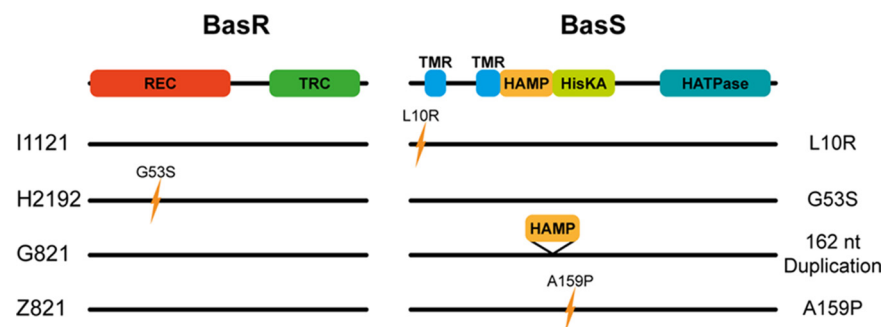 BasR BasS
TMR TMR
REC TRC HAMP HisKA HATPase
L10R
I1121 L10R
G53S
H2192 G53S
HAMP
G821 162 nt
Duplication
A159P
Z821 A159P